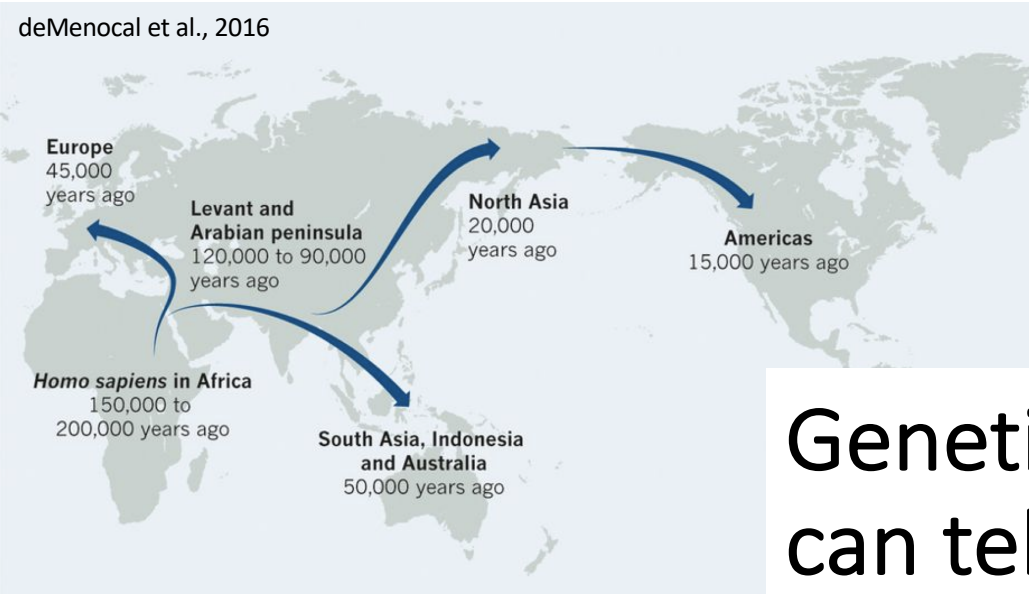 deMenocal et al., 2016
Europe
45,000
years ago
Levant and
Arabian peninsula
120,000 to 90,000
years ago
North Asia
20,000
years ago
Americas
15,000 years ago
Homo sapiens in Africa
150,000 to
200,000 years ago
South Asia, Indonesia
and Australia
50,000 years ago
can